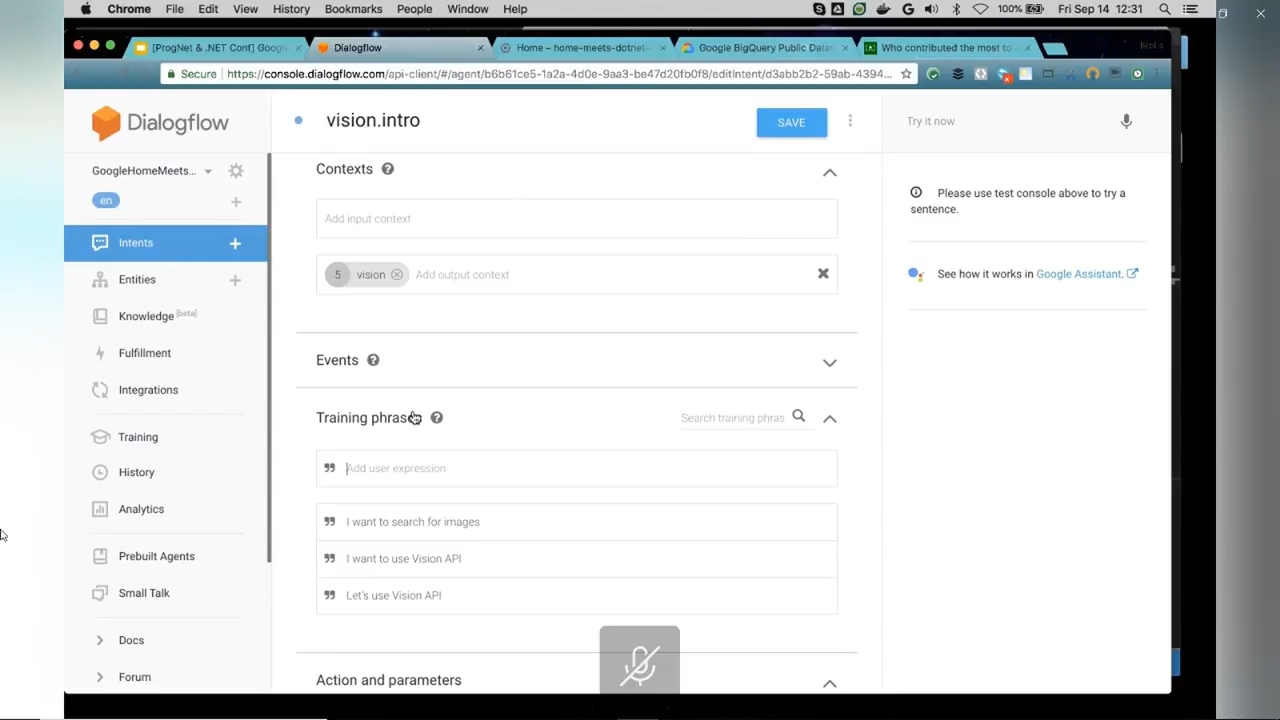 Chrome File Edit View History Bookmarks People Window Help 100% Fri Sep 14 12:31
[ProgNet & .NET Conf] Googl Dialogflow Home – home-meets-dotnet- Google BigQuery Public Datas Who contributed the most to
Secure https://console.dialogflow.com/api-client/#/agent/b6b61ce5-1a2a-4d0e-9aa3-be47d20fb0f8/editIntent/d3abb2b2-59ab-4394...
Dialogflow
vision.intro
SAVE
Try it now
GoogleHomeMeets...
en
Intents
Entities
Knowledge [beta]
Fulfillment
Integrations
Training
History
Analytics
Prebuilt Agents
Small Talk
Docs
Forum
Contexts
Add input context
5 vision Add output context
Events
Training phrases
Search training phras
Add user expression
I want to search for images
I want to use Vision API
Let's use Vision API
Action and parameters
Please use test console above to try a
sentence.
See how it works in Google Assistant.